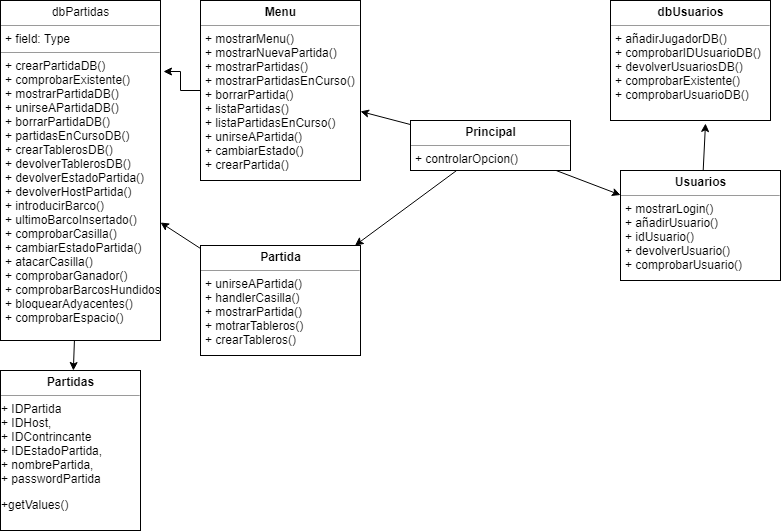 dbPartidas
+ field: Type
+ crearPartidaDB()
+ comprobarExistente()
+ mostrarPartidaDB()
+ unirseAPartidaDB()
+ borrarPartidaDB()
+ partidasEnCursoDB()
+ crearTablerosDB()
+ devolverTablerosDB()
+ devolverEstadoPartida()
+ devolverHostPartida()
+ introducirBarco()
+ ultimoBarcoInsertado()
+ comprobarCasilla()
+ cambiarEstadoPartida()
+ atacarCasilla()
+ comprobarGanador()
+ comprobarBarcosHundidos
+ bloquearAdyacentes()
+ comprobarEspacio()
Menu
+ mostrarMenu()
+ mostrarNuevaPartida()
+ mostrarPartidas()
+ mostrarPartidasEnCurso()
+ borrarPartida()
+ listaPartidas()
+ listaPartidasEnCurso()
+ unirseAPartida()
+ cambiarEstado()
+ crearPartida()
Principal
+ controlarOpcion()
dbUsuarios
+ añadirJugadorDB()
+ comprobarIDUsuarioDB()
+ devolverUsuariosDB()
+ comprobarExistente()
+ comprobarUsuarioDB()
Usuarios
+ mostrarLogin()
+ añadirUsuario()
+ idUsuario()
+ devolverUsuario()
+ comprobarUsuario()
Partida
+ unirseAPartida()
+ handlerCasilla()
+ mostrarPartida()
+ motrarTableros()
+ crearTableros()
Partidas
+ IDPartida
+ IDHost,
+ IDContrincante
+ IDEstadoPartida,
+ nombrePartida,
+ passwordPartida
+getValues()